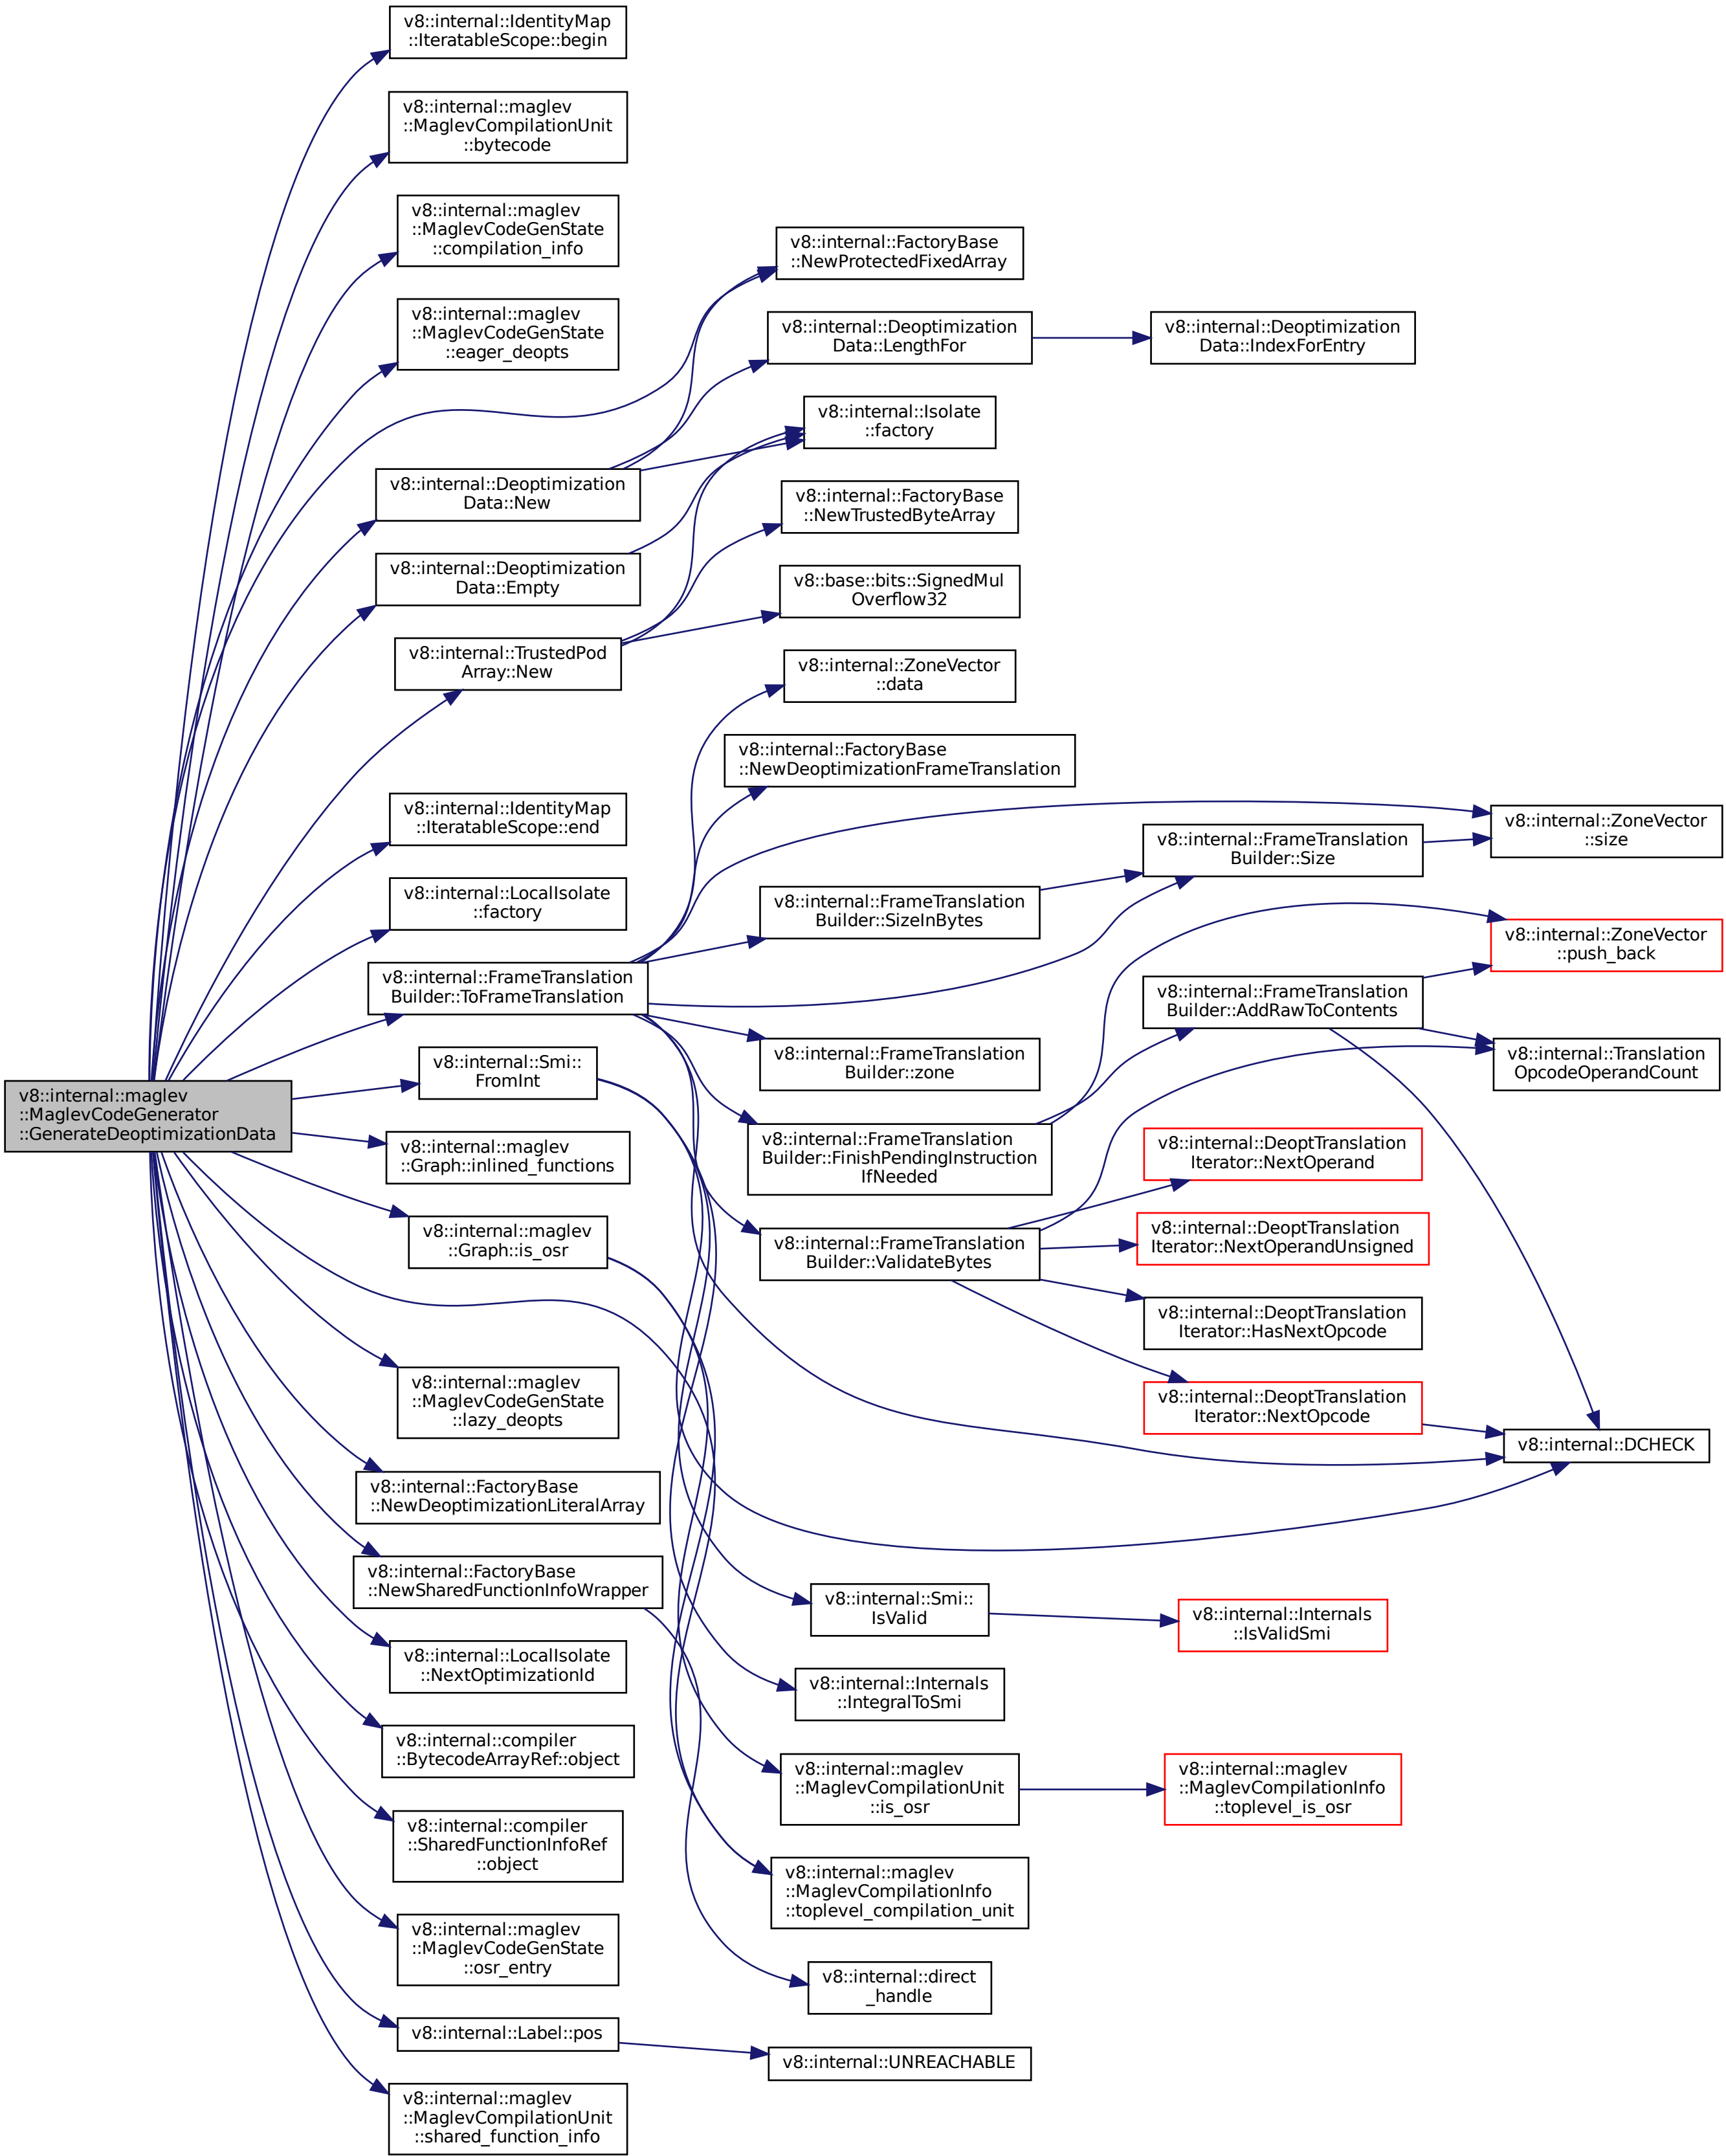 v8::internal::IdentityMap
::IteratableScope::begin
v8::internal::maglev
::MaglevCompilationUnit
::bytecode
v8::internal::maglev
::MaglevCodeGenState
::compilation_info
v8::internal::maglev
::MaglevCodeGenState
::eager_deopts
v8::internal::FactoryBase
::NewProtectedFixedArray
v8::internal::Deoptimization
Data::LengthFor
v8::internal::Deoptimization
Data::IndexForEntry
v8::internal::Isolate
::factory
v8::internal::Deoptimization
Data::New
v8::internal::FactoryBase
::NewTrustedByteArray
v8::internal::Deoptimization
Data::Empty
v8::base::bits::SignedMul
Overflow32
v8::internal::TrustedPod
Array::New
v8::internal::ZoneVector
::data
v8::internal::FactoryBase
::NewDeoptimizationFrameTranslation
v8::internal::IdentityMap
::IteratableScope::end
v8::internal::FrameTranslation
Builder::Size
v8::internal::ZoneVector
::size
v8::internal::LocalIsolate
::factory
v8::internal::FrameTranslation
Builder::SizeInBytes
v8::internal::ZoneVector
::push_back
v8::internal::FrameTranslation
Builder::ToFrameTranslation
v8::internal::FrameTranslation
Builder::AddRawToContents
v8::internal::Smi::
FromInt
v8::internal::FrameTranslation
Builder::zone
v8::internal::Translation
OpcodeOperandCount
v8::internal::maglev
::MaglevCodeGenerator
::GenerateDeoptimizationData
v8::internal::maglev
::Graph::inlined_functions
v8::internal::FrameTranslation
Builder::FinishPendingInstruction
IfNeeded
v8::internal::DeoptTranslation
Iterator::NextOperand
v8::internal::maglev
::Graph::is_osr
v8::internal::FrameTranslation
Builder::ValidateBytes
v8::internal::DeoptTranslation
Iterator::NextOperandUnsigned
v8::internal::DeoptTranslation
Iterator::HasNextOpcode
v8::internal::maglev
::MaglevCodeGenState
::lazy_deopts
v8::internal::DeoptTranslation
Iterator::NextOpcode
v8::internal::DCHECK
v8::internal::FactoryBase
::NewDeoptimizationLiteralArray
v8::internal::FactoryBase
::NewSharedFunctionInfoWrapper
v8::internal::Smi::
IsValid
v8::internal::Internals
::IsValidSmi
v8::internal::LocalIsolate
::NextOptimizationId
v8::internal::Internals
::IntegralToSmi
v8::internal::compiler
::BytecodeArrayRef::object
v8::internal::maglev
::MaglevCompilationUnit
::is_osr
v8::internal::maglev
::MaglevCompilationInfo
::toplevel_is_osr
v8::internal::compiler
::SharedFunctionInfoRef
::object
v8::internal::maglev
::MaglevCompilationInfo
::toplevel_compilation_unit
v8::internal::maglev
::MaglevCodeGenState
::osr_entry
v8::internal::direct
_handle
v8::internal::Label::pos
v8::internal::UNREACHABLE
v8::internal::maglev
::MaglevCompilationUnit
::shared_function_info